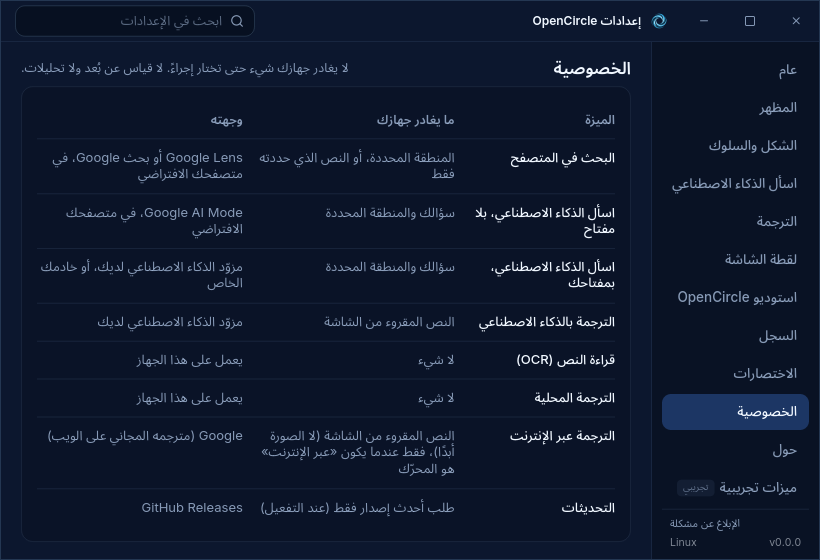 إعدادات OpenCircle
ابحث في الإعدادات
عام
المظهر
الشكل والسلوك
اسأل الذكاء الاصطناعي
الترجمة
لقطة الشاشة
استوديو OpenCircle
السجل
الاختصارات
الخصوصية
حول
ميزات تجريبية تجريبي
الإبلاغ عن مشكلة
v0.0.0 Linux
الخصوصية
لا يغادر جهازك شيء حتى تختار إجراءً. لا قياس عن بُعد ولا تحليلات.
الميزة ما يغادر جهازك وجهته
البحث في المتصفح المنطقة المحددة، أو النص الذي حددته Google Lens أو بحث Google، في
فقط متصفحك الافتراضي
اسأل الذكاء الاصطناعي، بلا سؤالك والمنطقة المحددة Google AI Mode، في متصفحك
مفتاح الافتراضي
اسأل الذكاء الاصطناعي، سؤالك والمنطقة المحددة مزوّد الذكاء الاصطناعي لديك، أو خادمك
بمفتاحك الخاص
الترجمة بالذكاء الاصطناعي النص المقروء من الشاشة مزوّد الذكاء الاصطناعي لديك
قراءة النص (OCR) لا شيء يعمل على هذا الجهاز
الترجمة المحلية لا شيء يعمل على هذا الجهاز
الترجمة عبر الإنترنت النص المقروء من الشاشة (لا الصورة Google (مترجمه المجاني على الويب)
أبدًا)، فقط عندما يكون «عبر الإنترنت»
هو المحرّك
التحديثات طلب أحدث إصدار فقط (عند التفعيل) GitHub Releases